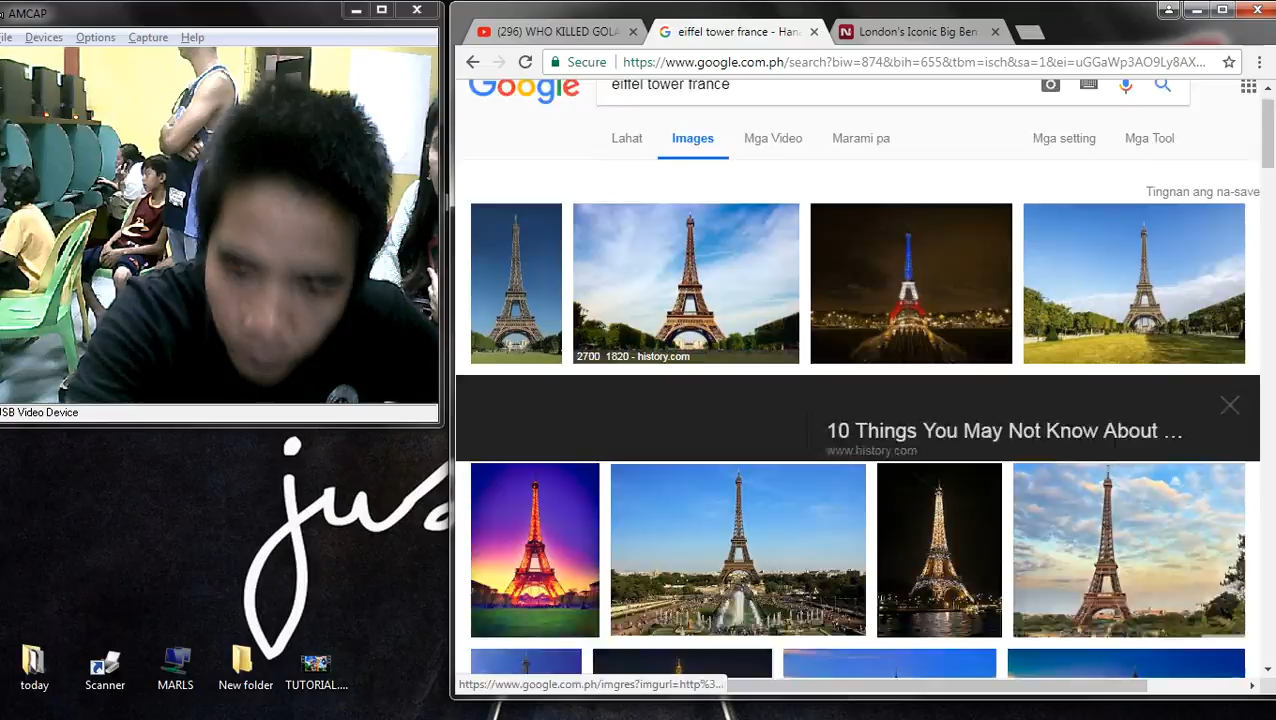 AMCAP
ile Devices Options Capture Help
SB Video Device
(296) WHO KILLED GOLA
eiffel tower france - Han
London's Iconic Big Ben
Secure https://www.google.com.ph/search?biw=874&bih=655&tbm=isch&sa=1&ei=uGGaWp3AO9Ly8AX...
Google
eiffel tower france
Lahat Images Mga Video Marami pa Mga setting Mga Tool
Tingnan ang na-save
2700 1820 - history.com
10 Things You May Not Know About ...
www.history.com
jus
today
Scanner
MARLS
New folder
TUTORIAL....
https://www.google.com.ph/imgres?imgurl=http%3...